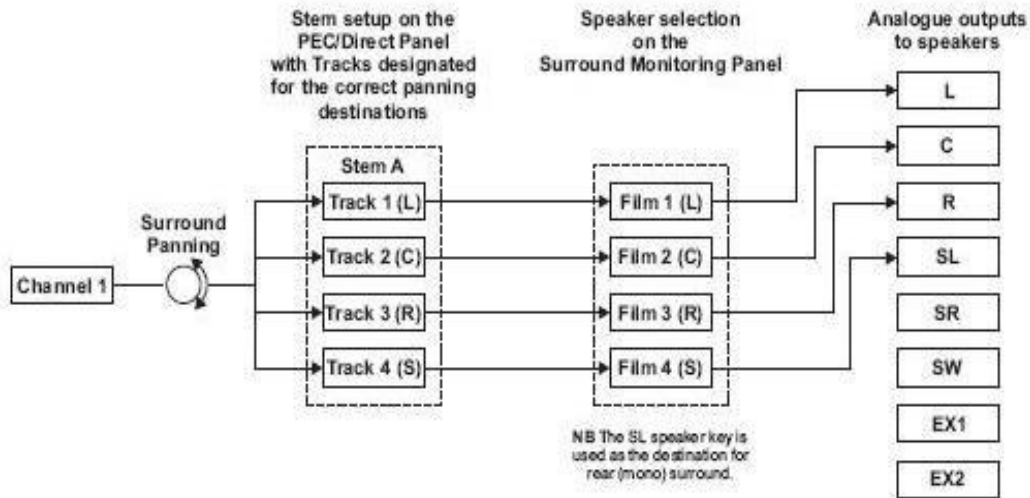 Stem setup on the
PEC/Direct Panel
with Tracks designated
for the correct panning
destinations
Speaker selection
on the
Surround Monitoring Panel
Analogue outputs
to speakers
Stem A
Surround
Panning
Channel 1
Track 1 (L)
Track 2 (C)
Track 3 (R)
Track 4 (S)
Film 1 (L)
Film 2 (C)
Film 3 (R)
Film 4 (S)
NB The SL speaker key is
used as the destination for
rear (mono) surround.
L
C
R
SL
SR
SW
EX1
EX2